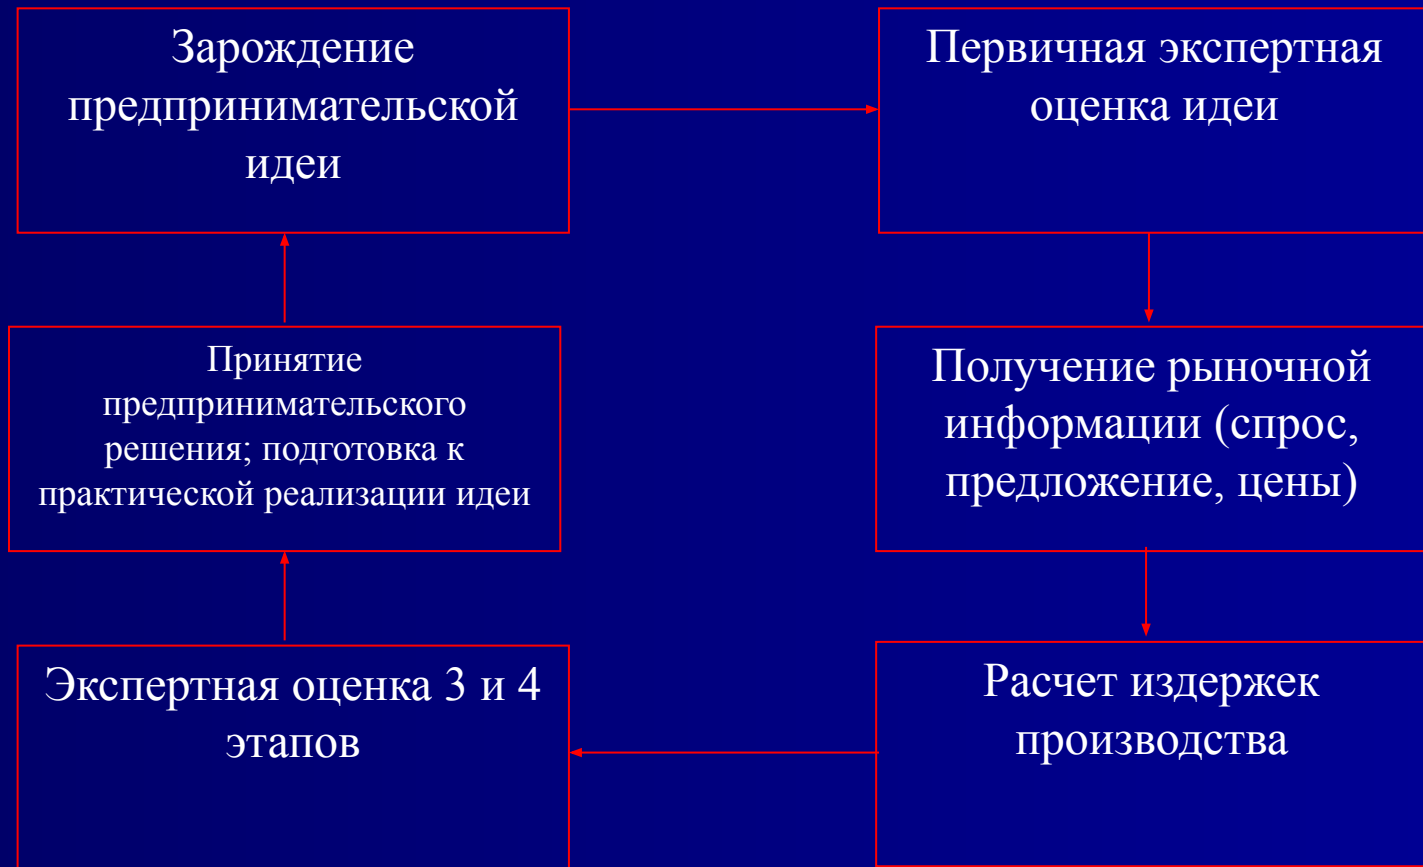 Зарождение
предпринимательской
идеи
Первичная экспертная
оценка идеи
Принятие
предпринимательского
решения; подготовка к
практической реализации идеи
Получение рыночной
информации (спрос,
предложение, цены)
Экспертная оценка 3 и 4
этапов
Расчет издержек
производства